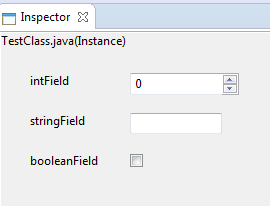 Inspector
TestClass.java(Instance)
intField 0
stringField
booleanField